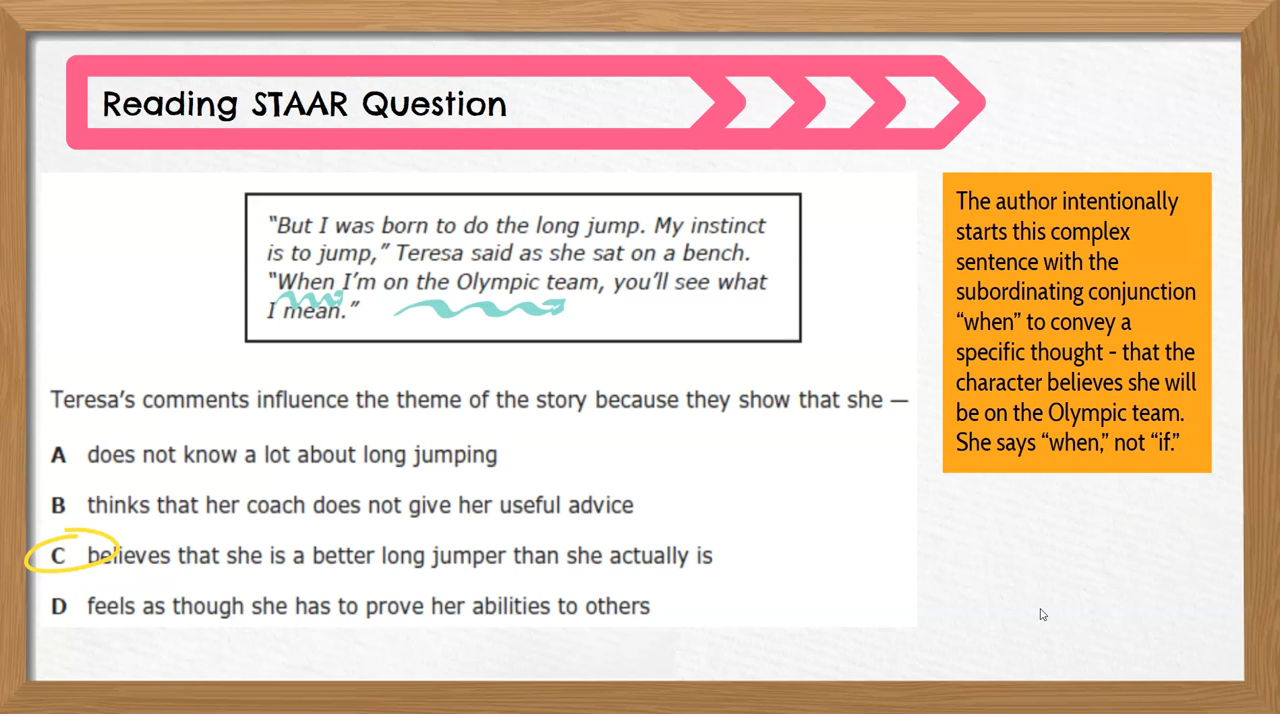 Reading STAAR Question
“But I was born to do the long jump. My instinct
is to jump,” Teresa said as she sat on a bench.
“When I’m on the Olympic team, you’ll see what
I mean.”
Teresa’s comments influence the theme of the story because they show that she —
A does not know a lot about long jumping
B thinks that her coach does not give her useful advice
C believes that she is a better long jumper than she actually is
D feels as though she has to prove her abilities to others
The author intentionally
starts this complex
sentence with the
subordinating conjunction
“when” to convey a
specific thought - that the
character believes she will
be on the Olympic team.
She says “when,” not “if.”